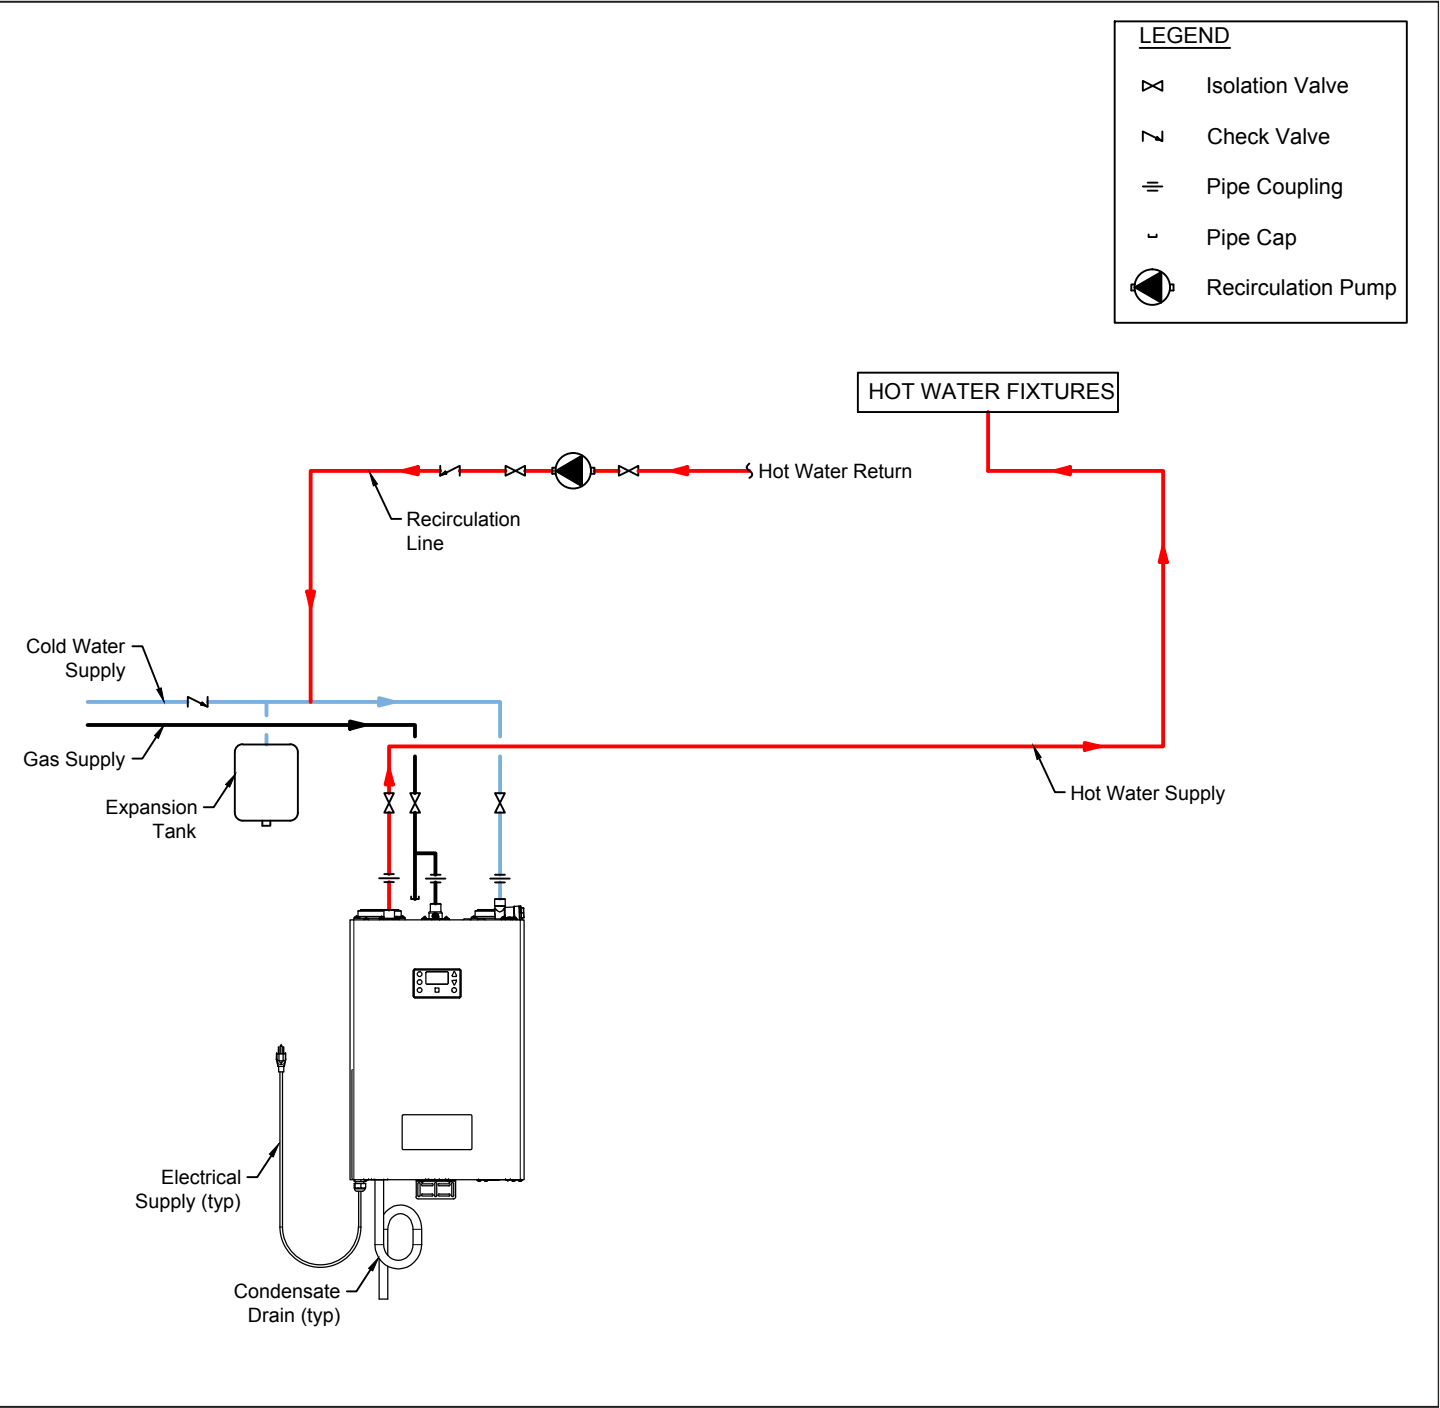 LEGEND
Isolation Valve
Check Valve
Pipe Coupling
Pipe Cap
Recirculation Pump
HOT WATER FIXTURES
Hot Water Return
Recirculation
Line
Cold Water
Supply
Gas Supply
Expansion
Tank
Hot Water Supply
Electrical
Supply (typ)
Condensate
Drain (typ)